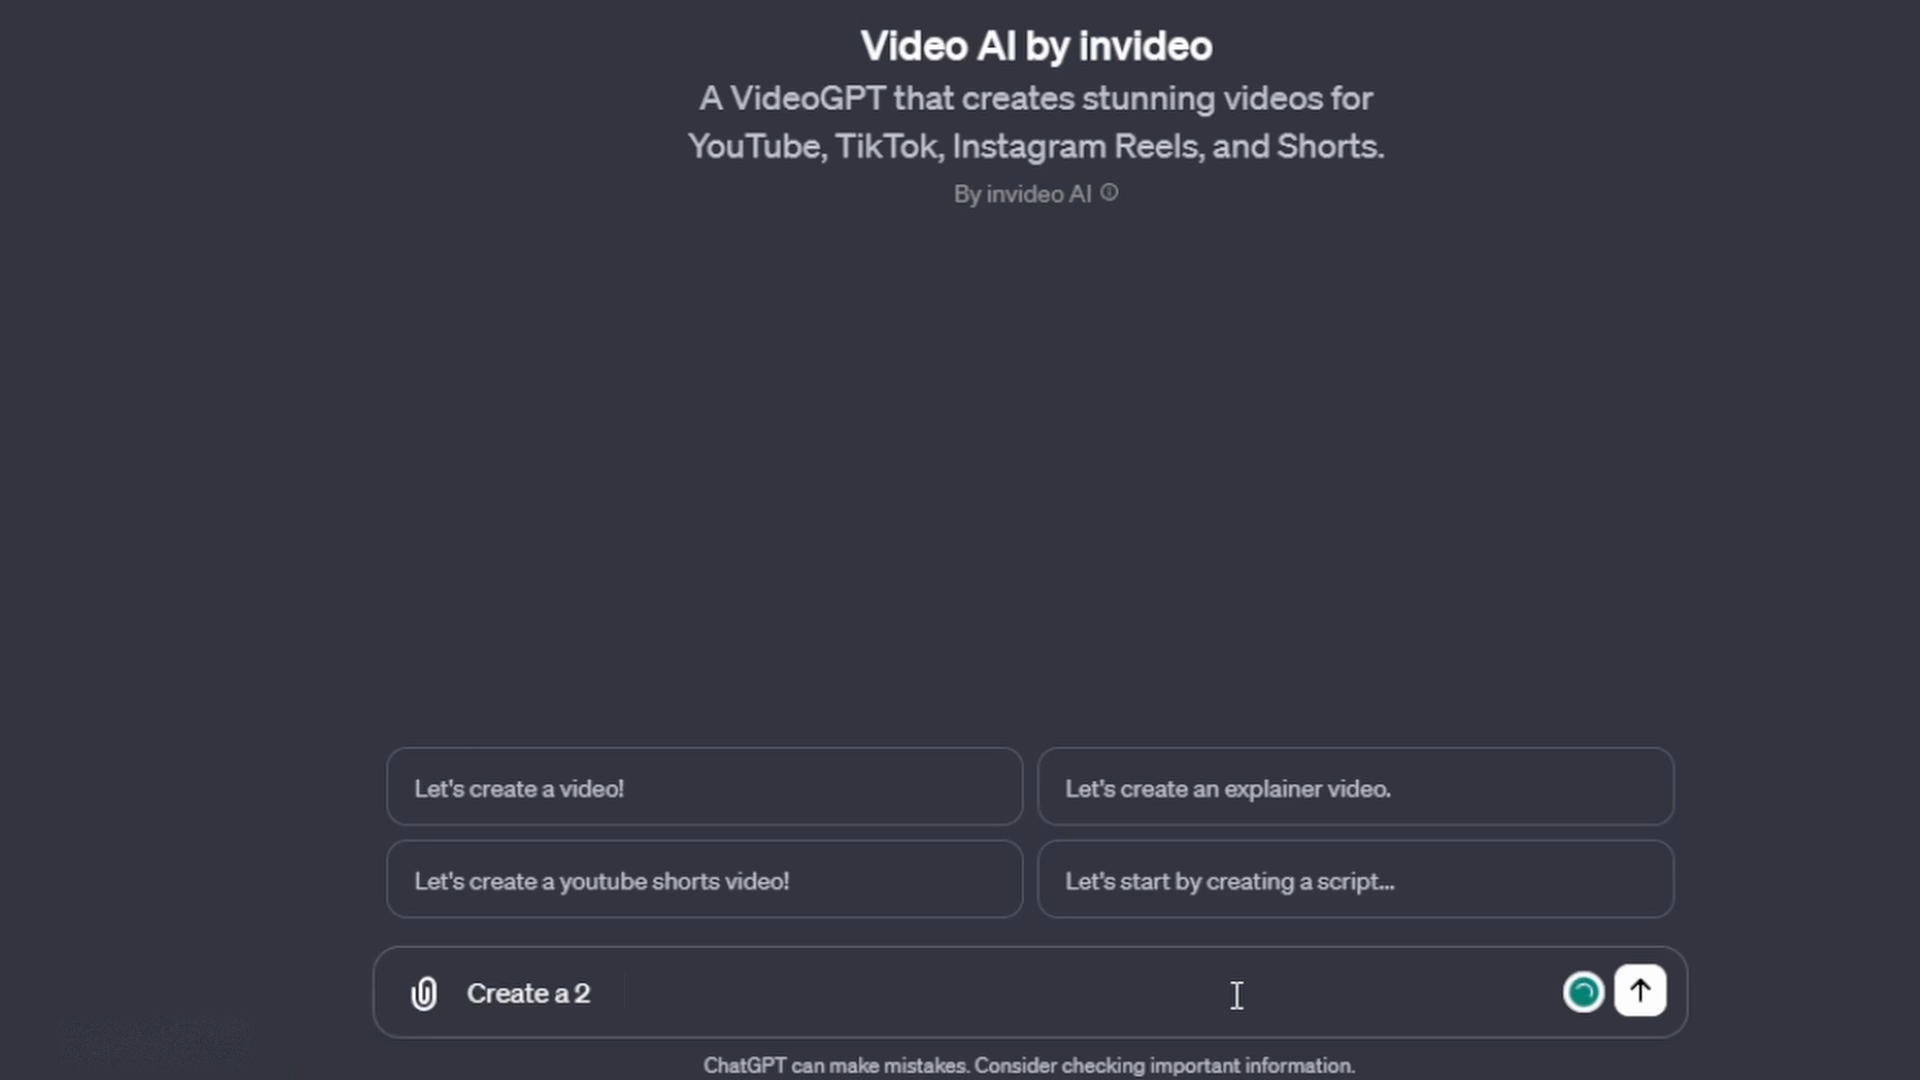 Video AI by invideo
A VideoGPT that creates stunning videos for
YouTube, TikTok, Instagram Reels, and Shorts.
By invideo AI
Let's create a video!
Let's create an explainer video.
Let's create a youtube shorts video!
Let's start by creating a script...
Create a 2
ChatGPT can make mistakes. Consider checking important information.